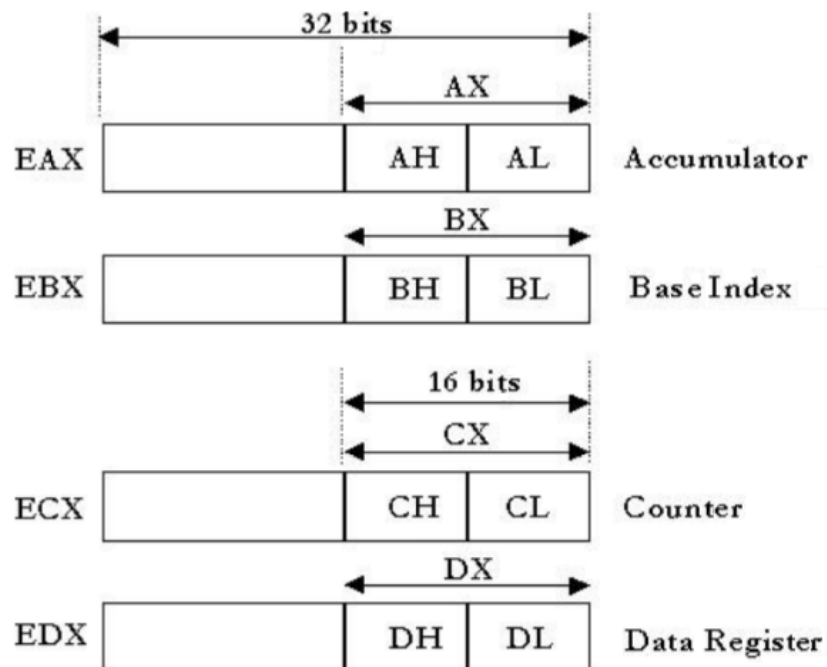 32 bits
AX
EAX AH AL Accumulator
BX
EBX BH BL Base Index
16 bits
CX
ECX CH CL Counter
DX
EDX DH DL Data Register